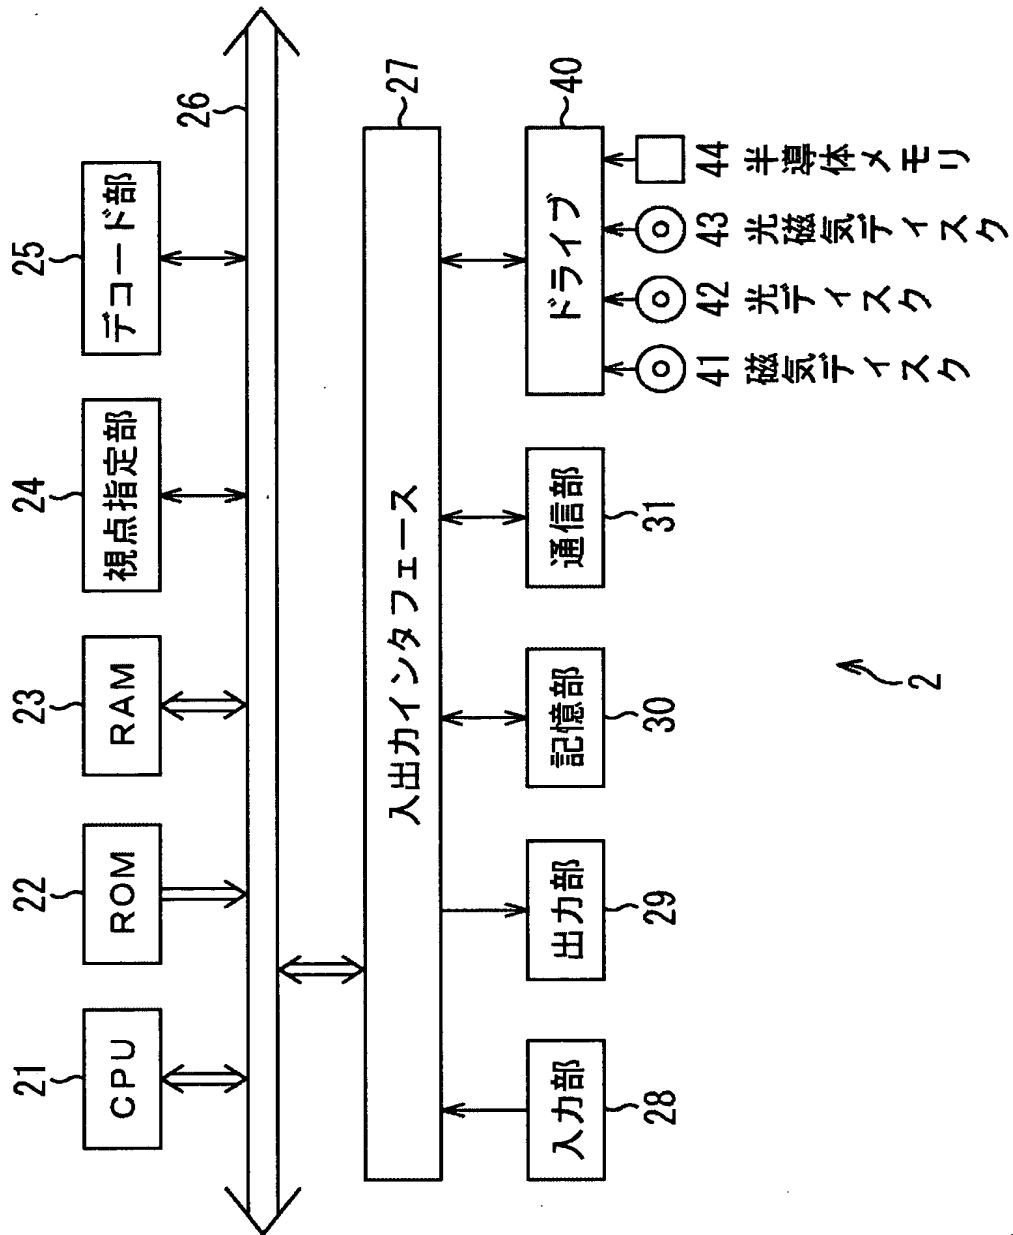 21
CPU
22
ROM
23
RAM
24
視点指定部
25
デコード部
26
27
入出力インタフェース
28
入力部
29
出力部
30
記憶部
31
通信部
40
ドライブ
41 磁気ディスク
42 光ディスク
43 光磁気ディスク
44 半導体メモリ
2